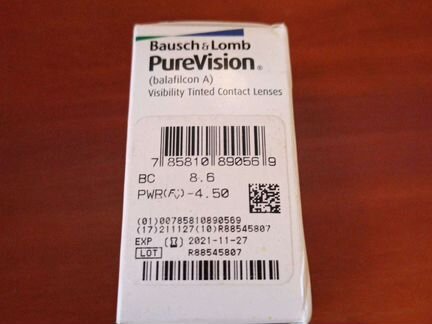 Bausch & Lomb
PureVision®
(balafilcon A)
Visibility Tinted Contact Lenses
7 85810 89056 9
BC 8.6
PWR(Fv) -4.50
(01)00785810890569
(17)211127(10)R88545807
EXP 2021-11-27
LOT R88545807